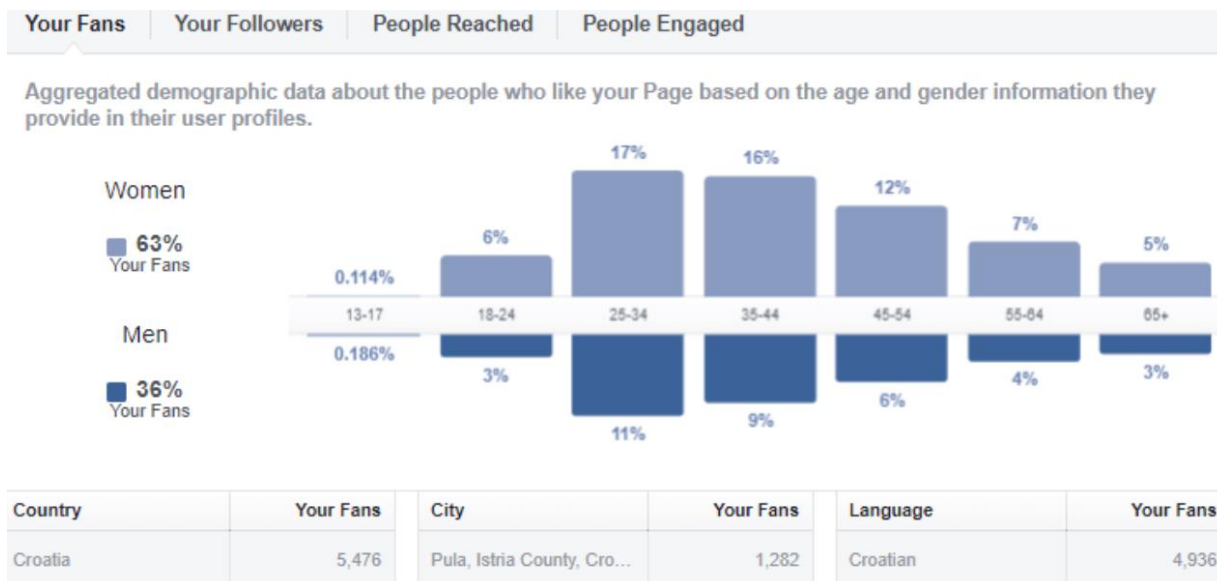 Your Fans Your Followers People Reached People Engaged
Aggregated demographic data about the people who like your Page based on the age and gender information they
provide in their user profiles.
Women
63%
Your Fans
0.114% 6% 17% 16% 12% 7% 5%
13-17 18-24 25-34 35-44 45-54 55-64 65+
Men
36%
Your Fans
0.186% 3% 11% 9% 6% 4% 3%
Country Your Fans City Your Fans Language Your Fans
Croatia 5,476 Pula, Istria County, Cro... 1,282 Croatian 4,936